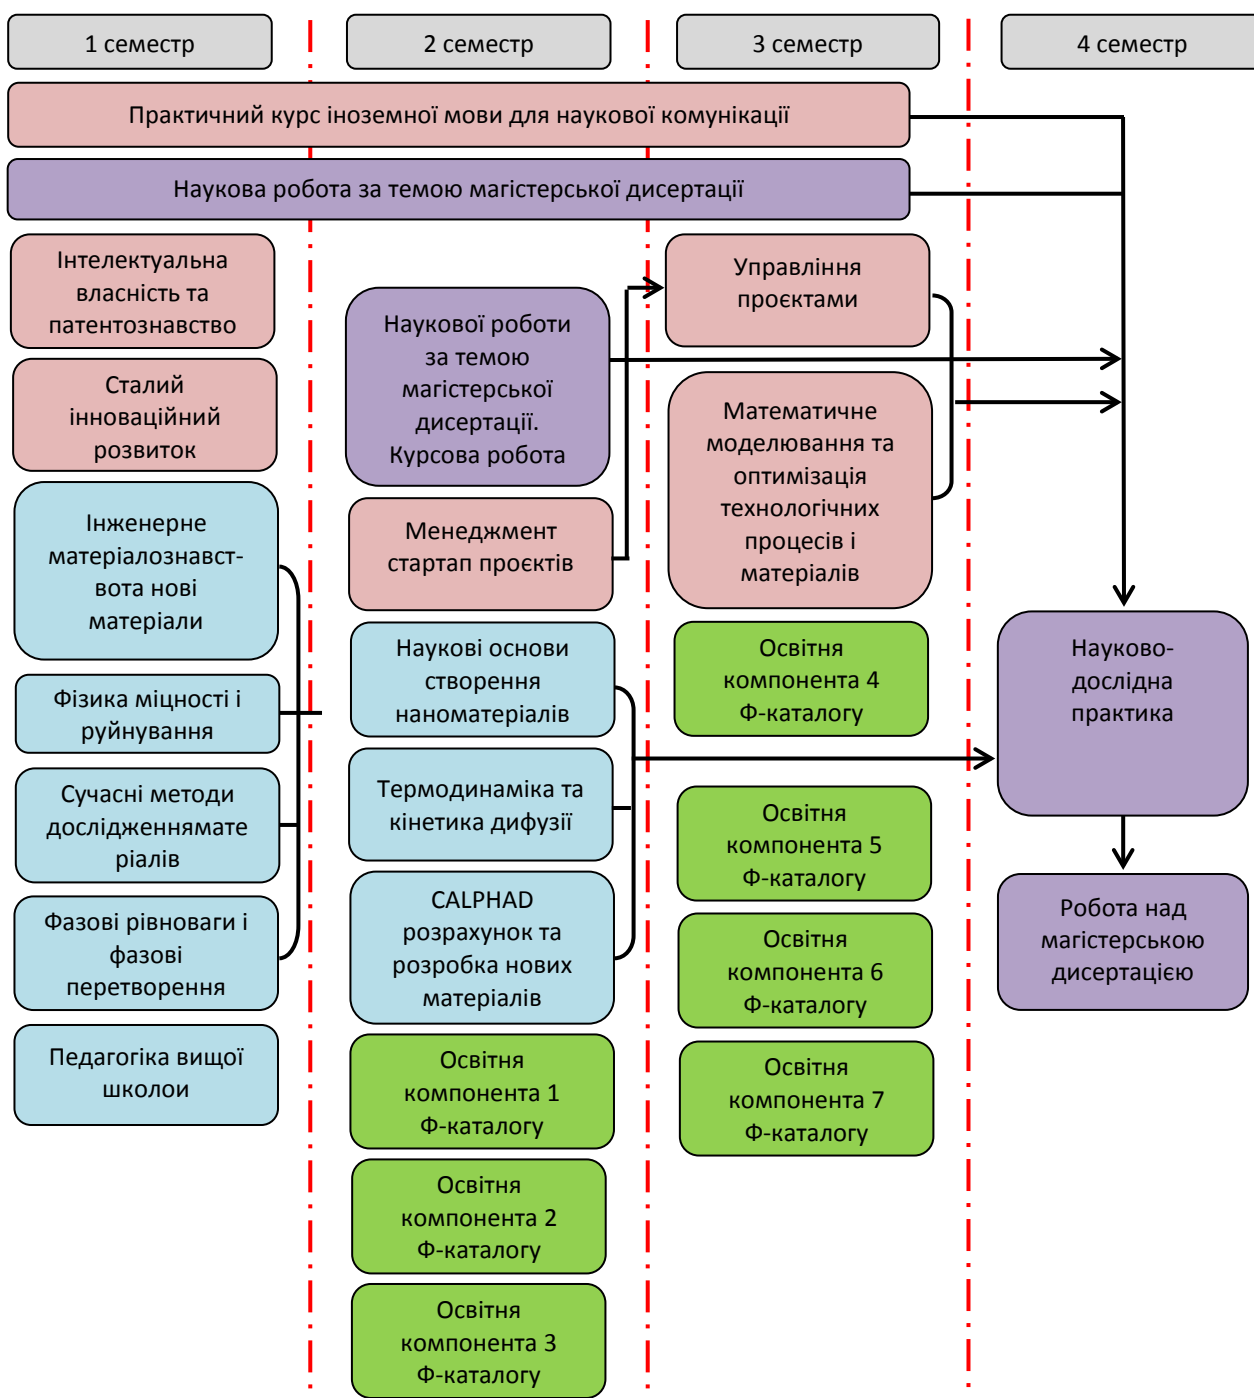 1 семестр
2 семестр
3 семестр
4 семестр
Практичний курс іноземної мови для наукової комунікації
Наукова робота за темою магістерської дисертації
Інтелектуальна
власність та
патентознавство
Сталий
інноваційний
розвиток
Інженерне
матеріалознавст-
вота нові
матеріали
Фізика міцності і
руйнування
Сучасні методи
дослідженнямате
ріалів
Фазові рівноваги і
фазові
перетворення
Педагогіка вищої
школои
Наукової роботи
за темою
магістерської
дисертації.
Курсова робота
Менеджмент
стартап проєктів
Наукові основи
створення
наноматеріалів
Термодинаміка та
кінетика дифузії
CALPHAD
розрахунок та
розробка нових
матеріалів
Освітня
компонента 1
Ф-каталогу
Освітня
компонента 2
Ф-каталогу
Освітня
компонента 3
Ф-каталогу
Управління
проєктами
Математичне
моделювання та
оптимізація
технологічних
процесів і
матеріалів
Освітня
компонента 4
Ф-каталогу
Освітня
компонента 5
Ф-каталогу
Освітня
компонента 6
Ф-каталогу
Освітня
компонента 7
Ф-каталогу
Науково-
дослідна
практика
Робота над
магістерською
дисертацією